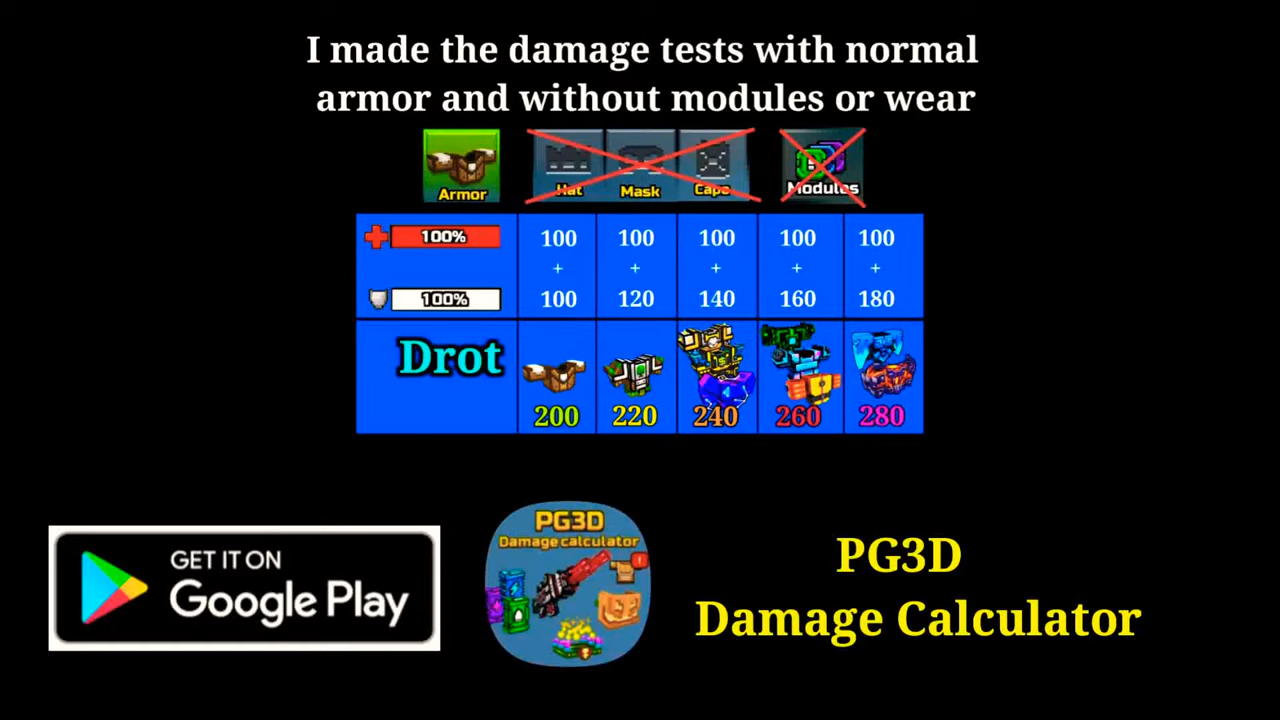 I made the damage tests with normal
armor and without modules or wear
Armor
Hat
Mask
Cape
Modules
100% 100 100 100 100 100
+ + + + +
100% 100 120 140 160 180
Drot
200 220 240 260 280
GET IT ON
Google Play
PG3D
Damage calculator
PG3D
Damage Calculator